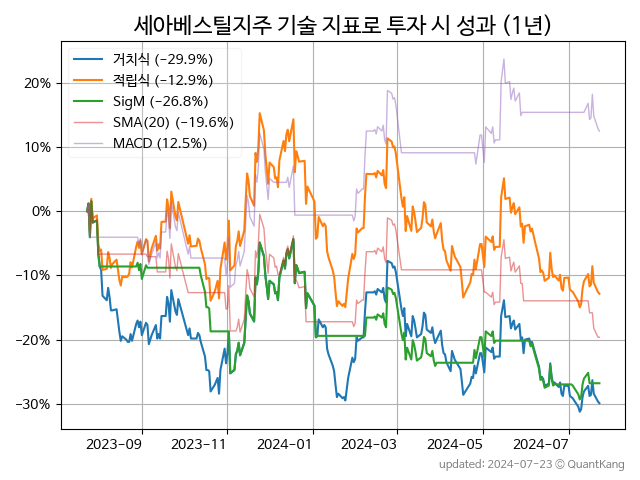 세아베스틸지주 기술 지표로 투자 시 성과 (1년)
거치식 (−29.9%)
적립식 (−12.9%)
SigM (−26.8%)
SMA(20) (−19.6%)
MACD (12.5%)
20%
10%
0%
−10%
−20%
−30%
2023−09 2023−11 2024−01 2024−03 2024−05 2024−07
updated: 2024−07−23 ⓒ QuantKang